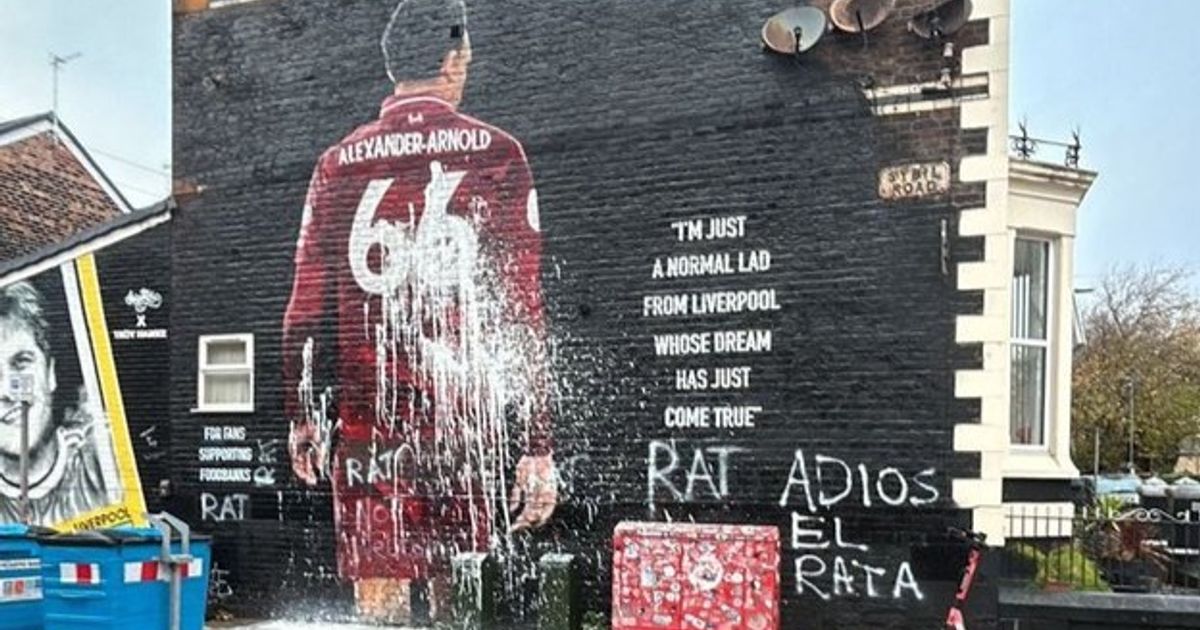 ALEXANDER-ARNOLD
66
SYBIL
ROAD
"I'M JUST
A NORMAL LAD
FROM LIVERPOOL
WHOSE DREAM
HAS JUST
COME TRUE"
X
FOR FANS
SUPPORTING
FOODBANKS
RAT
RAT
RAT
RAT
ADIOS
EL
RATA
LIVERPOOL